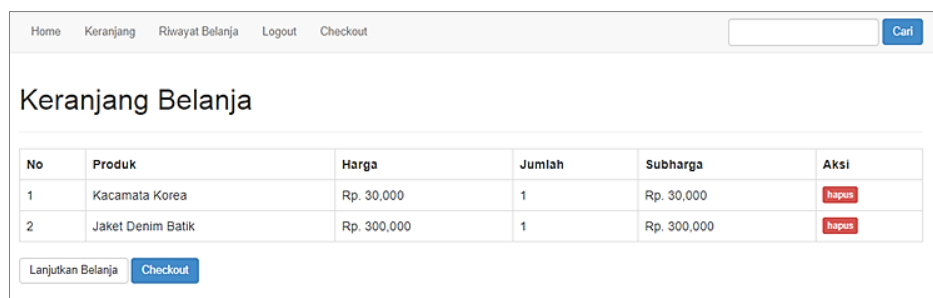 Home Keranjang Riwayat Belanja Logout Checkout Cari
Keranjang Belanja
No Produk Harga Jumlah Subharga Aksi
1 Kacamata Korea Rp. 30,000 1 Rp. 30,000 hapus
2 Jaket Denim Batik Rp. 300,000 1 Rp. 300,000 hapus
Lanjutkan Belanja Checkout